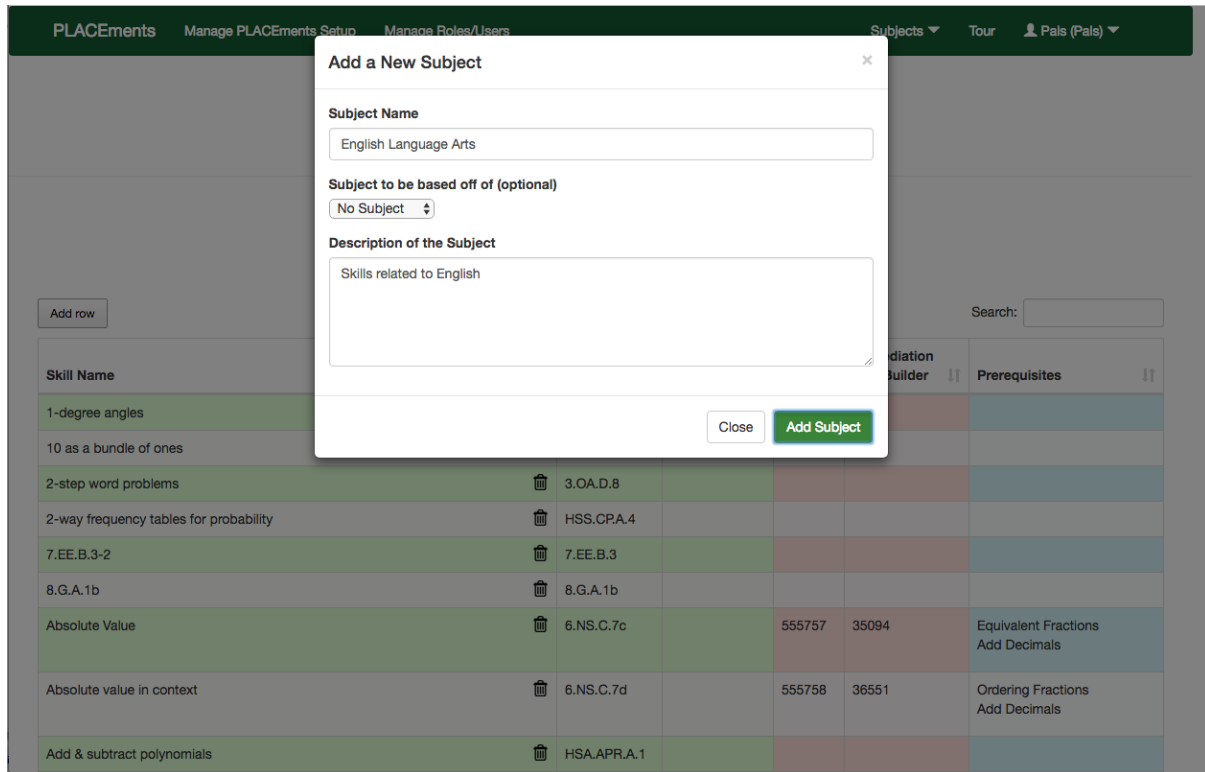 PLACEments Manage PLACEments Setup Manage Roles/Users Subjects Tour Pals (Pals)
Add a New Subject ×
Subject Name
English Language Arts
Subject to be based off of (optional)
No Subject
Description of the Subject
Skills related to English
Close Add Subject
Add row Search:
Skill Name diation Builder Prerequisites
1-degree angles
10 as a bundle of ones
2-step word problems 3.OA.D.8
2-way frequency tables for probability HSS.CP.A.4
7.EE.B.3-2 7.EE.B.3
8.G.A.1b 8.G.A.1b
Absolute Value 6.NS.C.7c 555757 35094 Equivalent Fractions
Add Decimals
Absolute value in context 6.NS.C.7d 555758 36551 Ordering Fractions
Add Decimals
Add & subtract polynomials HSA.APR.A.1